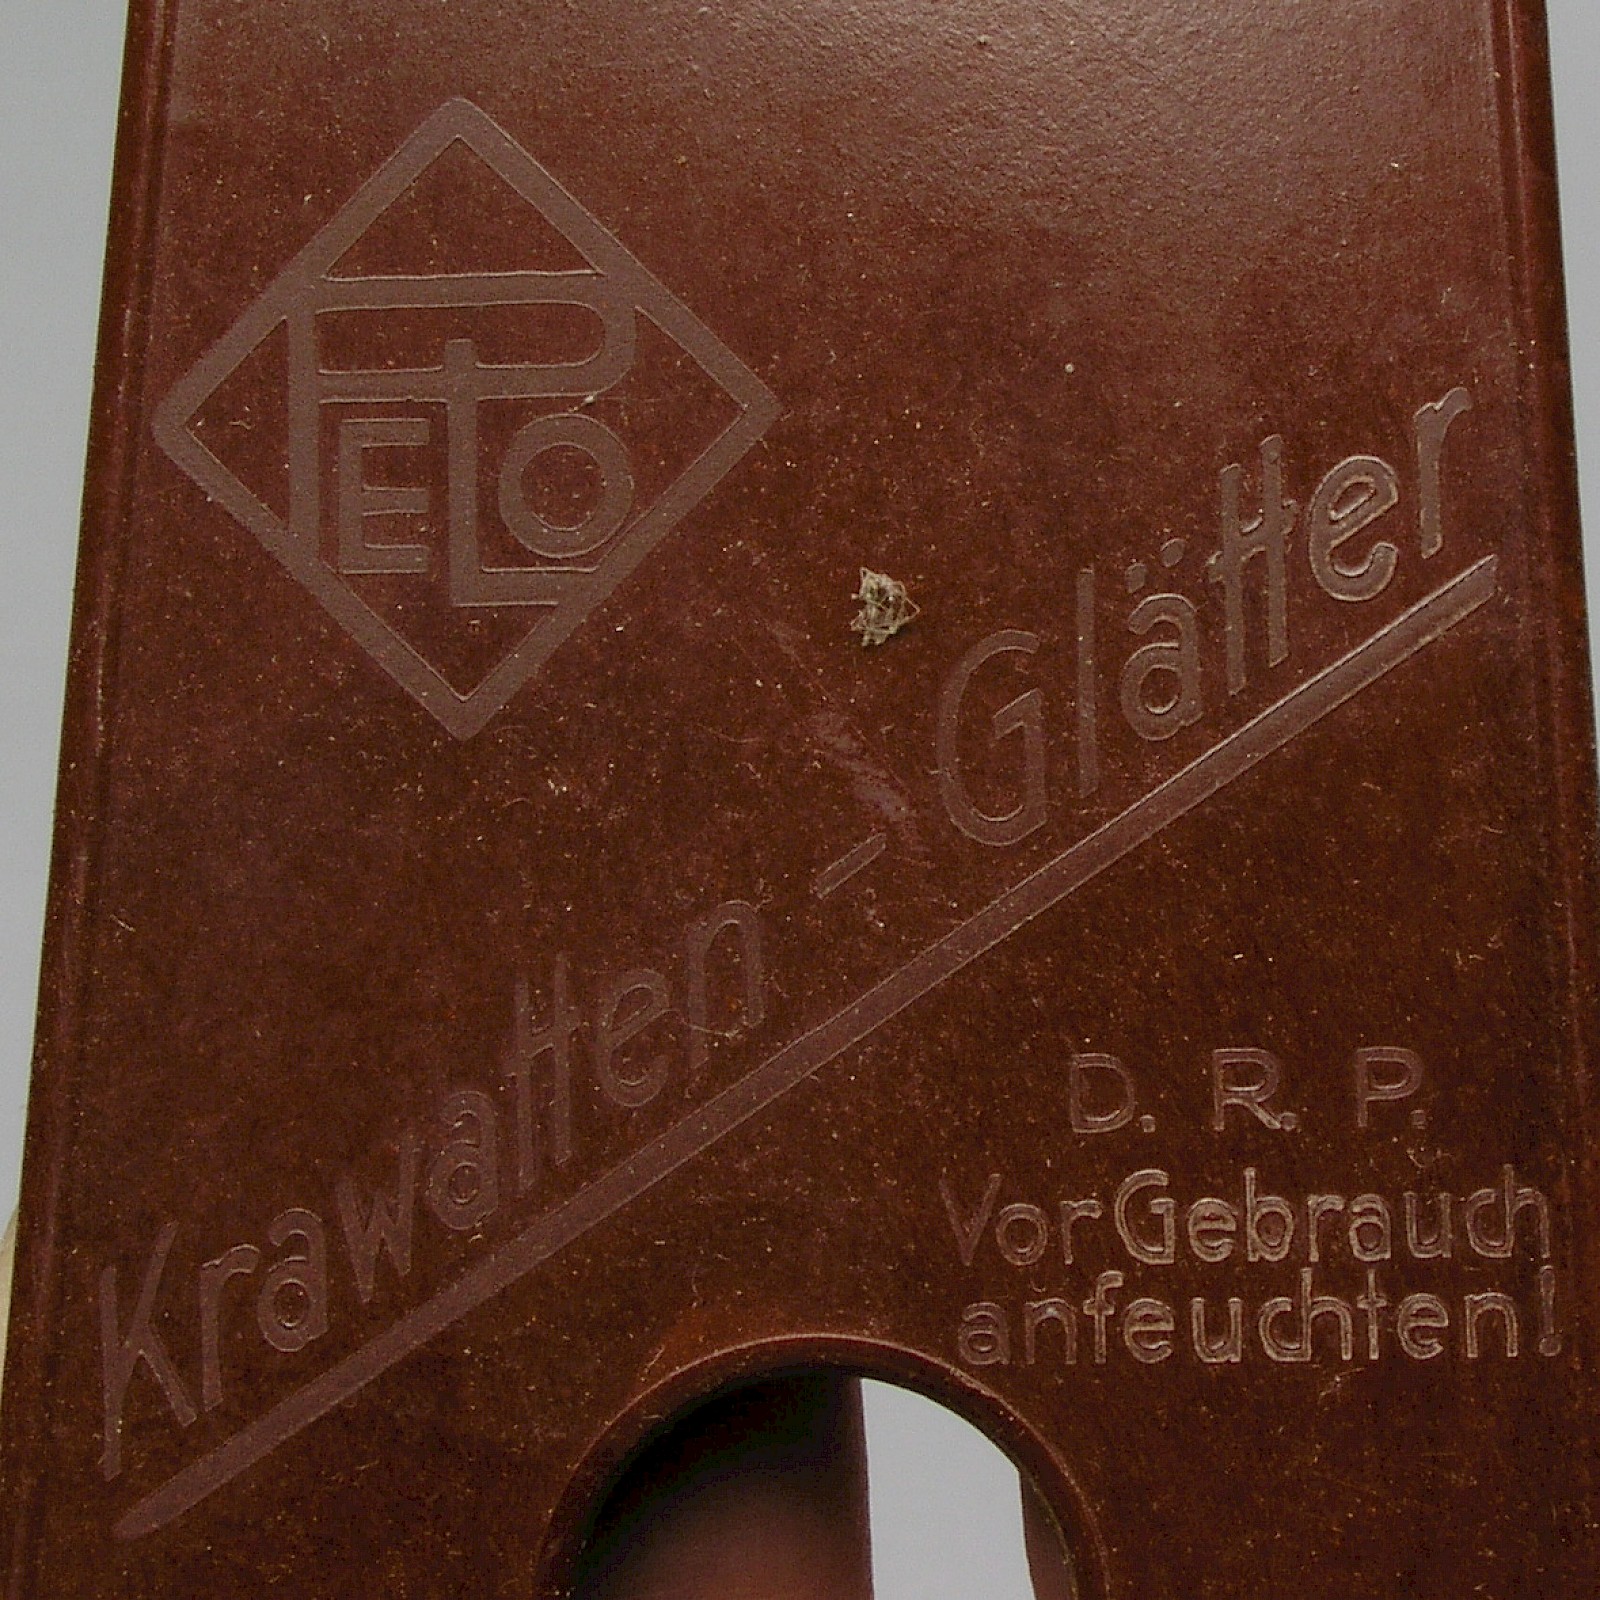 PELO
Krawatten-Glätter
D. R. P.
Vor Gebrauch
anfeuchten!